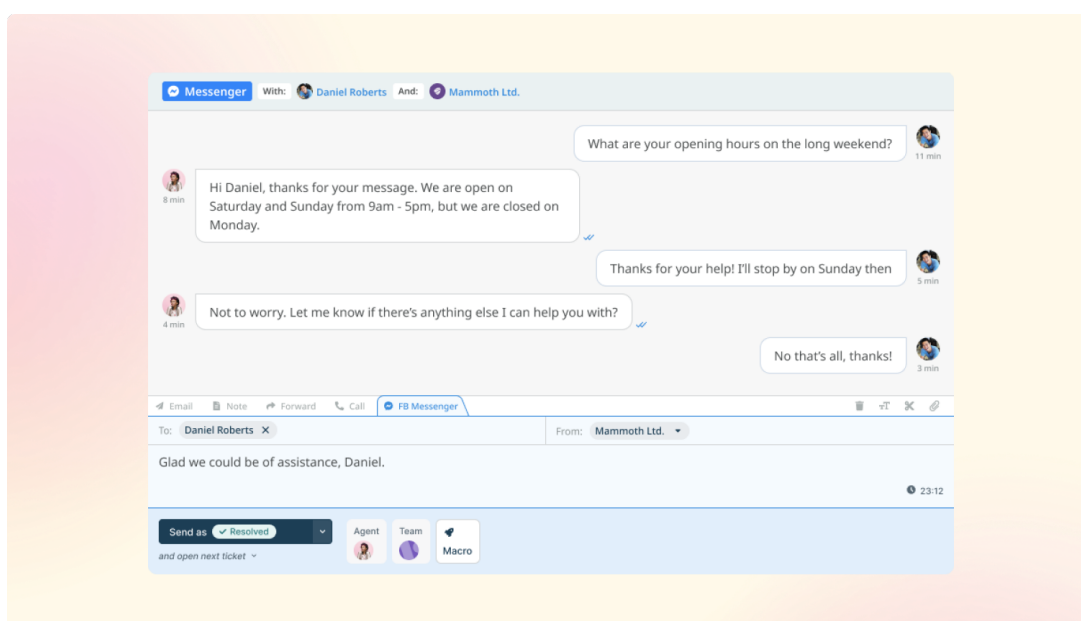 Messenger With: Daniel Roberts And: Mammoth Ltd.
What are your opening hours on the long weekend?
11 min
Hi Daniel, thanks for your message. We are open on
Saturday and Sunday from 9am - 5pm, but we are closed on
Monday.
8 min
Thanks for your help! I'll stop by on Sunday then
5 min
Not to worry. Let me know if there's anything else I can help you with?
4 min
No that's all, thanks!
3 min
Email Note Forward Call FB Messenger
To: Daniel Roberts From: Mammoth Ltd.
Glad we could be of assistance, Daniel.
23:12
Send as Resolved Agent Team
Macro
and open next ticket